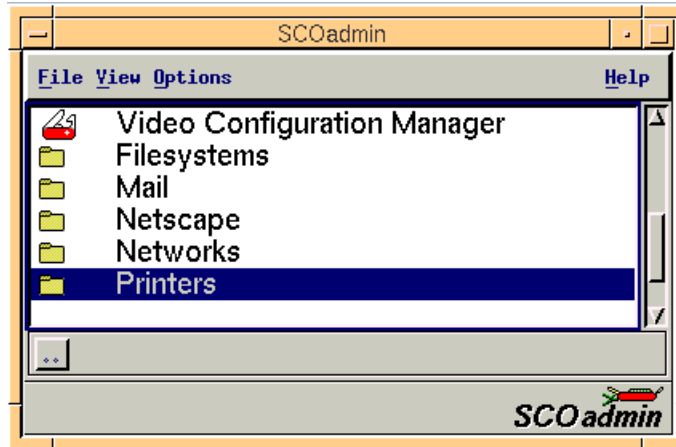 SCOadmin
File View Options Help
Video Configuration Manager
Filesystems
Mail
Netscape
Networks
Printers
..
SCOadmin